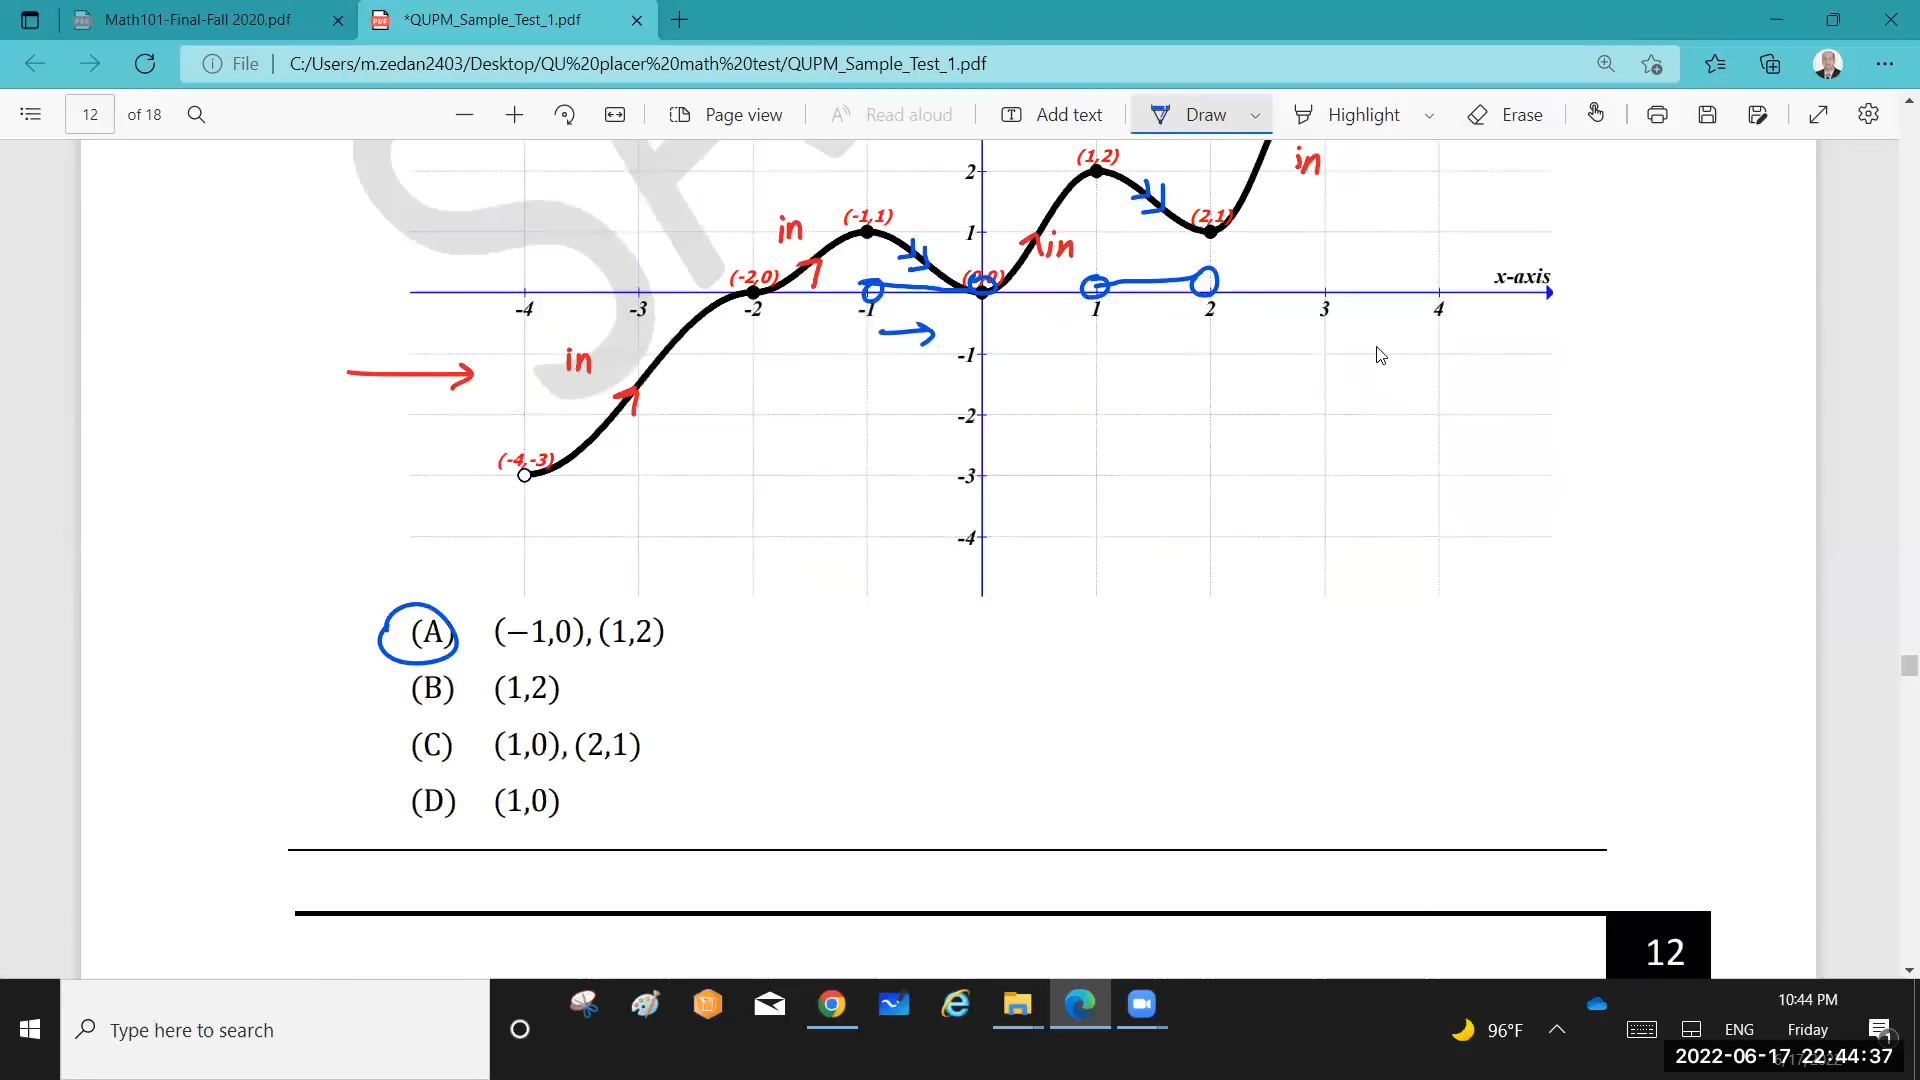 Math101-Final-Fall 2020.pdf
*QUPM_Sample_Test_1.pdf
File
C:/Users/m.zedan2403/Desktop/QU%20placer%20math%20test/QUPM_Sample_Test_1.pdf
12 of 18
Page view
Read aloud
Add text
Draw
Highlight
Erase
(1,2) in
2
in (-1,1) 1 (2,1)
in
(-2,0) (0,0) x-axis
-4 -3 -2 -1 1 2 3 4
in -1
-2
(-4,-3) -3
-4
(A) (−1,0), (1,2)
(B) (1,2)
(C) (1,0), (2,1)
(D) (1,0)
12
Type here to search
96°F
ENG
10:44 PM
Friday
1
2022-06-17 22:44:37